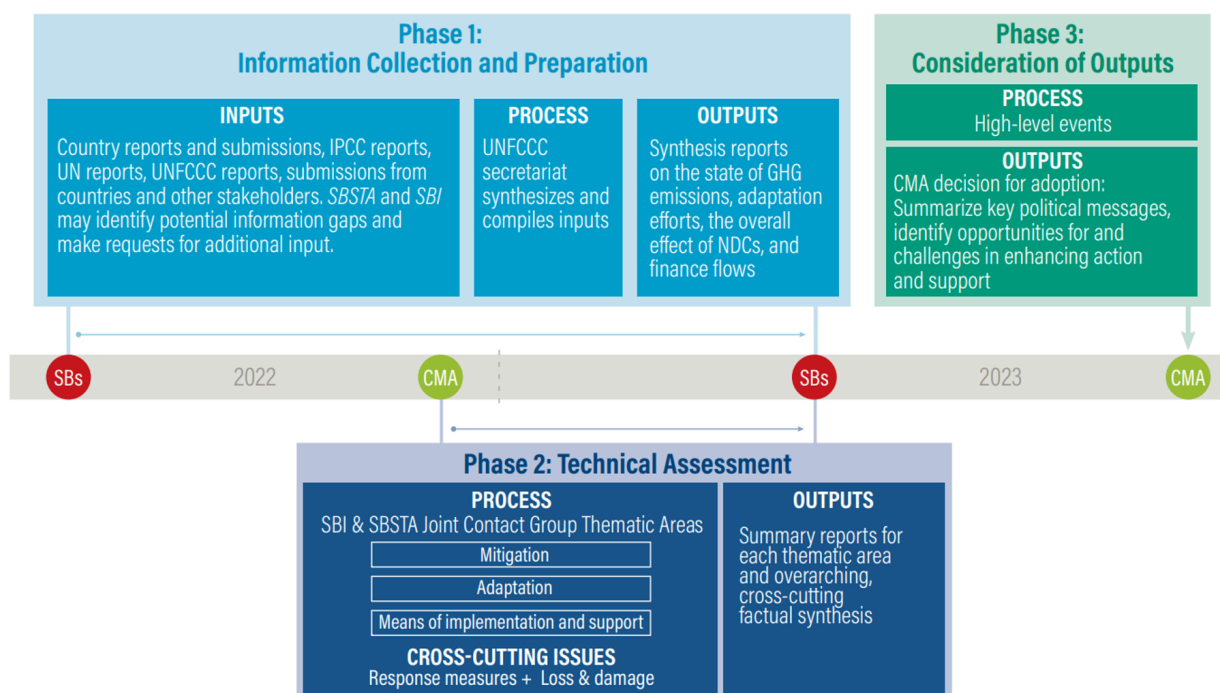 Phase 1:
Information Collection and Preparation
INPUTS
Country reports and submissions, IPCC reports,
UN reports, UNFCCC reports, submissions from
countries and other stakeholders. SBSTA and SBI
may identify potential information gaps and
make requests for additional input.
PROCESS
UNFCCC
secretariat
synthesizes and
compiles inputs
OUTPUTS
Synthesis reports
on the state of GHG
emissions, adaptation
efforts, the overall
effect of NDCs, and
finance flows
Phase 3:
Consideration of Outputs
PROCESS
High-level events
OUTPUTS
CMA decision for adoption:
Summarize key political messages,
identify opportunities for and
challenges in enhancing action
and support
SBs
2022
CMA
SBs
2023
CMA
Phase 2: Technical Assessment
PROCESS
SBI & SBSTA Joint Contact Group Thematic Areas
Mitigation
Adaptation
Means of implementation and support
CROSS-CUTTING ISSUES
Response measures + Loss & damage
OUTPUTS
Summary reports for
each thematic area
and overarching,
cross-cutting
factual synthesis